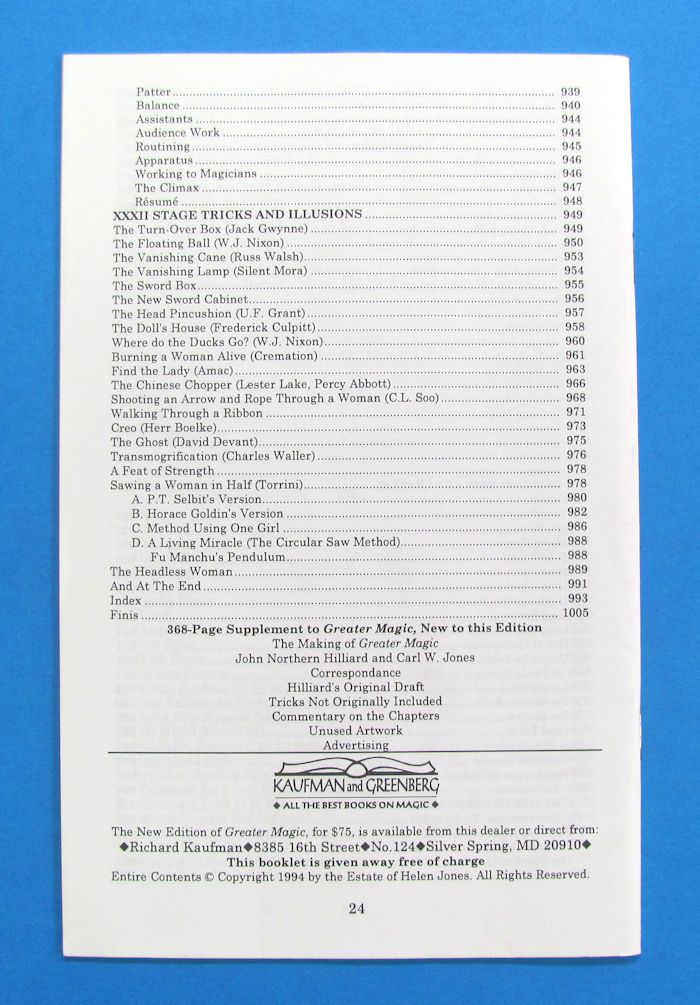 Patter........ 939
Balance ........ 940
Assistants ........ 944
Audience Work ........ 944
Routining ........ 945
Apparatus ........ 946
Working to Magicians ........ 946
The Climax ........ 947
Résumé ........ 948
XXXII STAGE TRICKS AND ILLUSIONS ........ 949
The Turn-Over Box (Jack Gwynne) ........ 949
The Floating Ball (W.J. Nixon) ........ 950
The Vanishing Cane (Russ Walsh)........ 953
The Vanishing Lamp (Silent Mora) ........ 954
The Sword Box........ 955
The New Sword Cabinet........ 956
The Head Pincushion (U.F. Grant)........ 957
The Doll's House (Frederick Culpitt)........ 958
Where do the Ducks Go? (W.J. Nixon)........ 960
Burning a Woman Alive (Cremation) ........ 961
Find the Lady (Amac)........ 963
The Chinese Chopper (Lester Lake, Percy Abbott) ........ 966
Shooting an Arrow and Rope Through a Woman (C.L. Soo)........ 968
Walking Through a Ribbon ........ 971
Creo (Herr Boelke)........ 973
The Ghost (David Devant)........ 975
Transmogrification (Charles Waller)........ 976
A Feat of Strength ........ 978
Sawing a Woman in Half (Torrini)........ 978
A. P.T. Selbit's Version........ 980
B. Horace Goldin's Version ........ 982
C. Method Using One Girl ........ 986
D. A Living Miracle (The Circular Saw Method)........ 988
Fu Manchu's Pendulum........ 988
The Headless Woman........ 989
And At The End ........ 991
Index ........ 993
Finis ........ 1005
368-Page Supplement to Greater Magic, New to this Edition
The Making of Greater Magic
John Northern Hilliard and Carl W. Jones
Correspondance
Hilliard's Original Draft
Tricks Not Originally Included
Commentary on the Chapters
Unused Artwork
Advertising
KAUFMAN and GREENBERG
◆ ALL THE BEST BOOKS ON MAGIC ◆
The New Edition of Greater Magic, for $75, is available from this dealer or direct from:
◆Richard Kaufman◆8385 16th Street◆No.124◆Silver Spring, MD 20910◆
This booklet is given away free of charge
Entire Contents © Copyright 1994 by the Estate of Helen Jones. All Rights Reserved.
24